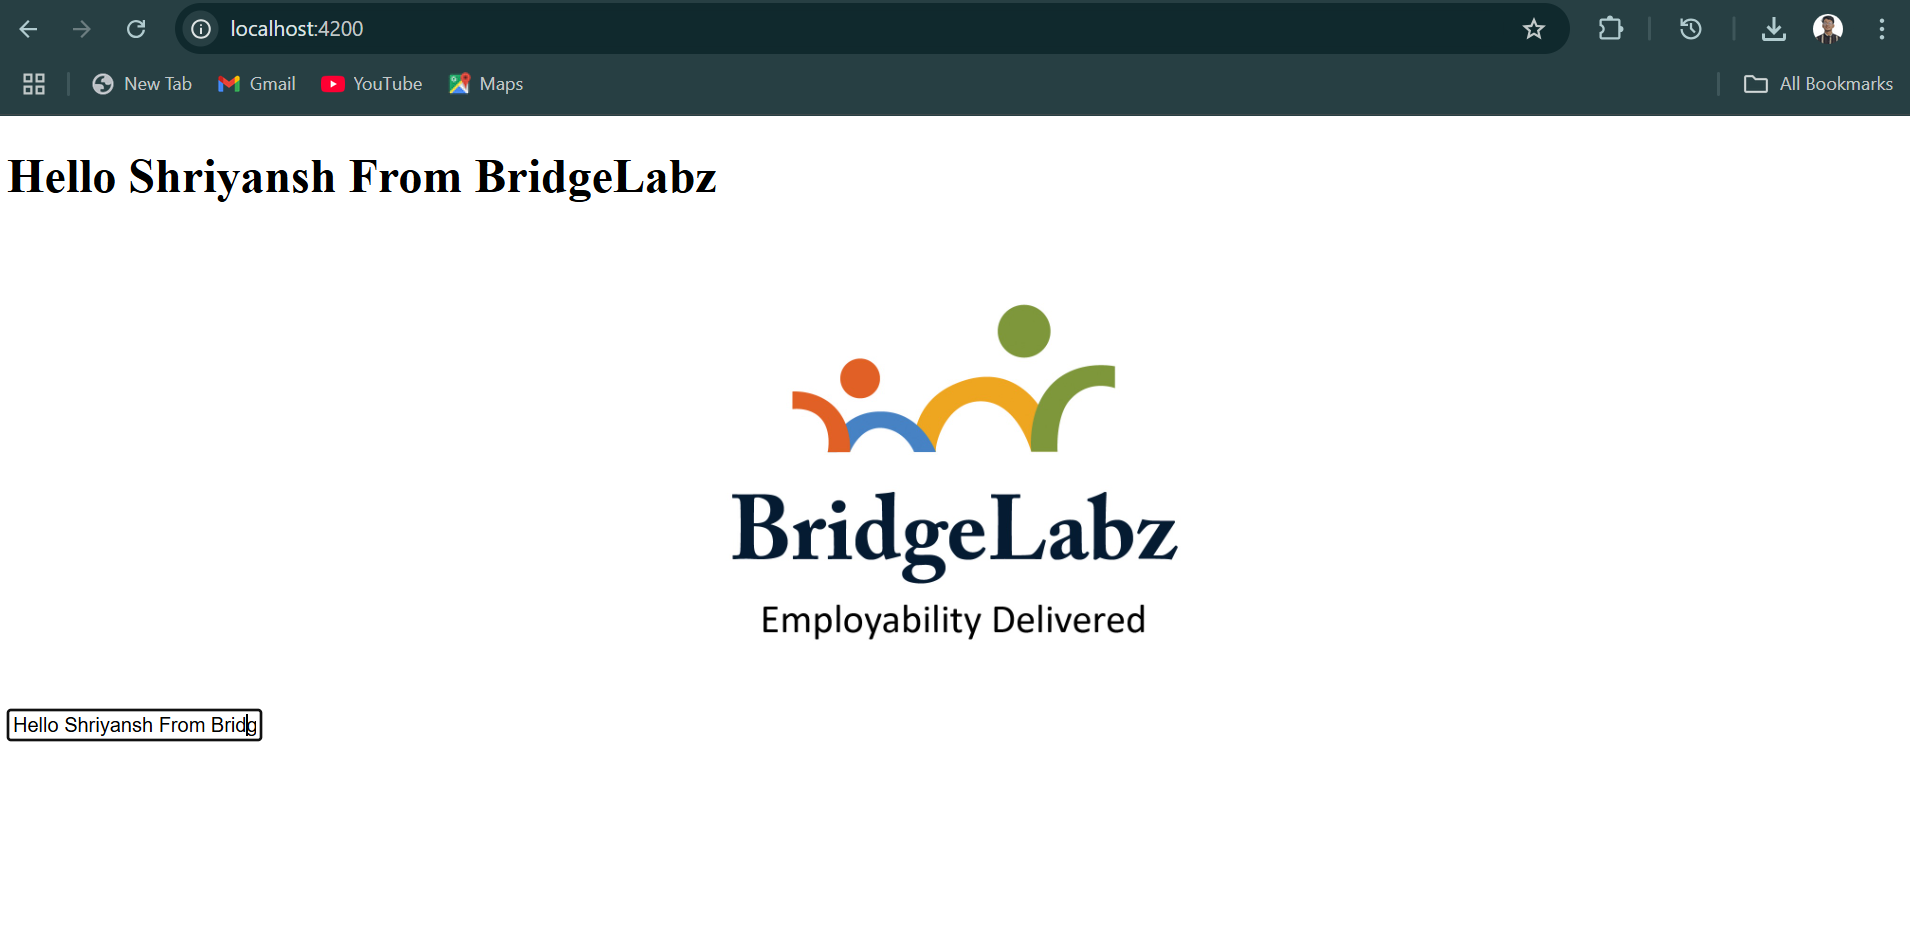 localhost:4200
New Tab Gmail YouTube Maps All Bookmarks
Hello Shriyansh From BridgeLabz
BridgeLabz
Employability Delivered
Hello Shriyansh From Bridg